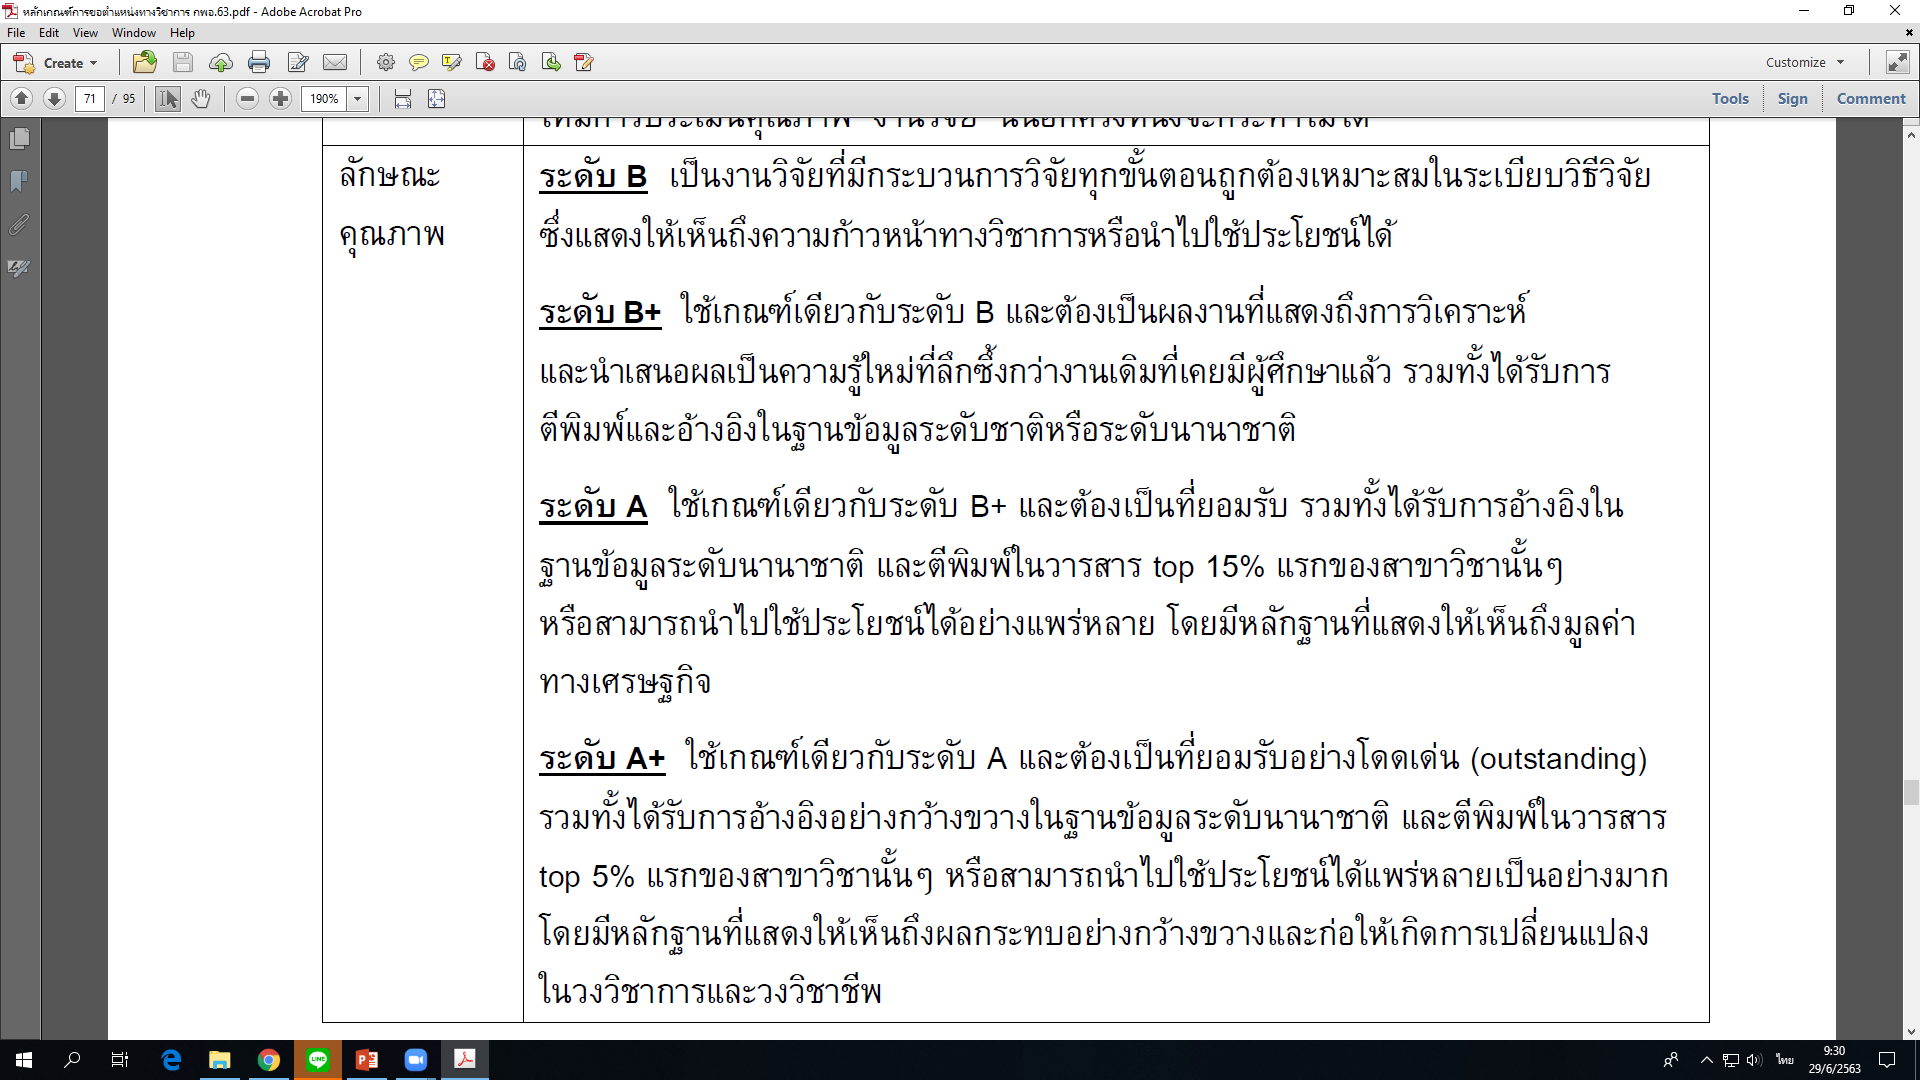 หลักเกณฑ์การขอตำแหน่งทางวิชาการ กพอ.63.pdf - Adobe Acrobat Pro
File Edit View Window Help
Create
Customize
71 / 95
190%
Tools Sign Comment
ลักษณะ
คุณภาพ
ระดับ B เป็นงานวิจัยที่มีกระบวนการวิจัยทุกขั้นตอนถูกต้องเหมาะสมในระเบียบวิธีวิจัย
ซึ่งแสดงให้เห็นถึงความก้าวหน้าทางวิชาการหรือนำไปใช้ประโยชน์ได้
ระดับ B+ ใช้เกณฑ์เดียวกับระดับ B และต้องเป็นผลงานที่แสดงถึงการวิเคราะห์
และนำเสนอผลเป็นความรู้ใหม่ที่ลึกซึ้งกว่างานเดิมที่เคยมีผู้ศึกษาแล้ว รวมทั้งได้รับการ
ตีพิมพ์และอ้างอิงในฐานข้อมูลระดับชาติหรือระดับนานาชาติ
ระดับ A ใช้เกณฑ์เดียวกับระดับ B+ และต้องเป็นที่ยอมรับ รวมทั้งได้รับการอ้างอิงใน
ฐานข้อมูลระดับนานาชาติ และตีพิมพ์ในวารสาร top 15% แรกของสาขาวิชานั้นๆ
หรือสามารถนำไปใช้ประโยชน์ได้อย่างแพร่หลาย โดยมีหลักฐานที่แสดงให้เห็นถึงมูลค่า
ทางเศรษฐกิจ
ระดับ A+ ใช้เกณฑ์เดียวกับระดับ A และต้องเป็นที่ยอมรับอย่างโดดเด่น (outstanding)
รวมทั้งได้รับการอ้างอิงอย่างกว้างขวางในฐานข้อมูลระดับนานาชาติ และตีพิมพ์ในวารสาร
top 5% แรกของสาขาวิชานั้นๆ หรือสามารถนำไปใช้ประโยชน์ได้แพร่หลายเป็นอย่างมาก
โดยมีหลักฐานที่แสดงให้เห็นถึงผลกระทบอย่างกว้างขวางและก่อให้เกิดการเปลี่ยนแปลง
ในวงวิชาการและวงวิชาชีพ
LINE
ไทย
9:30
29/6/2563